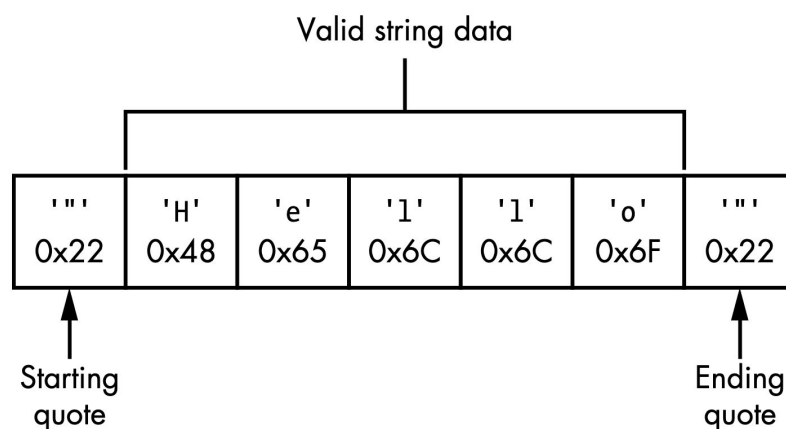 Valid string data
'"' 'H' 'e' 'l' 'l' 'o' '"'
0x22 0x48 0x65 0x6C 0x6C 0x6F 0x22
Starting Ending
quote quote